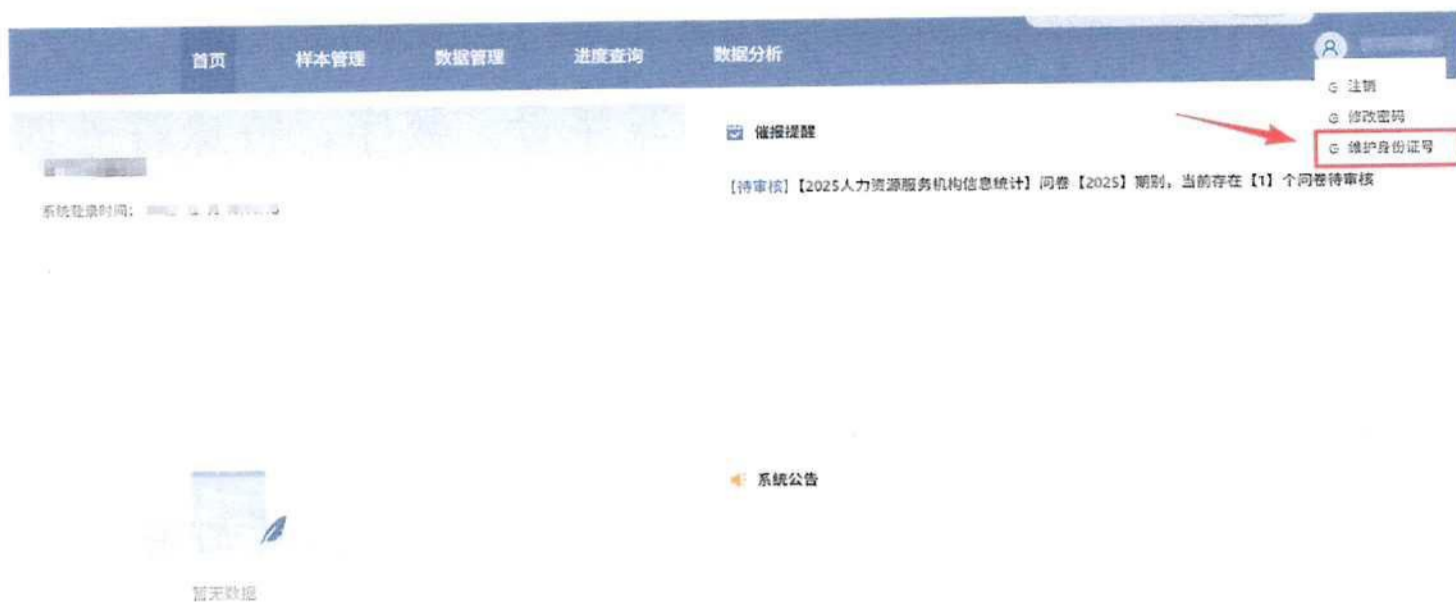 首页 样本管理 数据管理 进度查询 数据分析
注销
修改密码
维护身份证号
催报提醒
[待审核]【2025人力资源服务机构信息统计】问卷【2025】期别，当前存在【1】个问卷待审核
系统登录时间：
系统公告
暂无数据